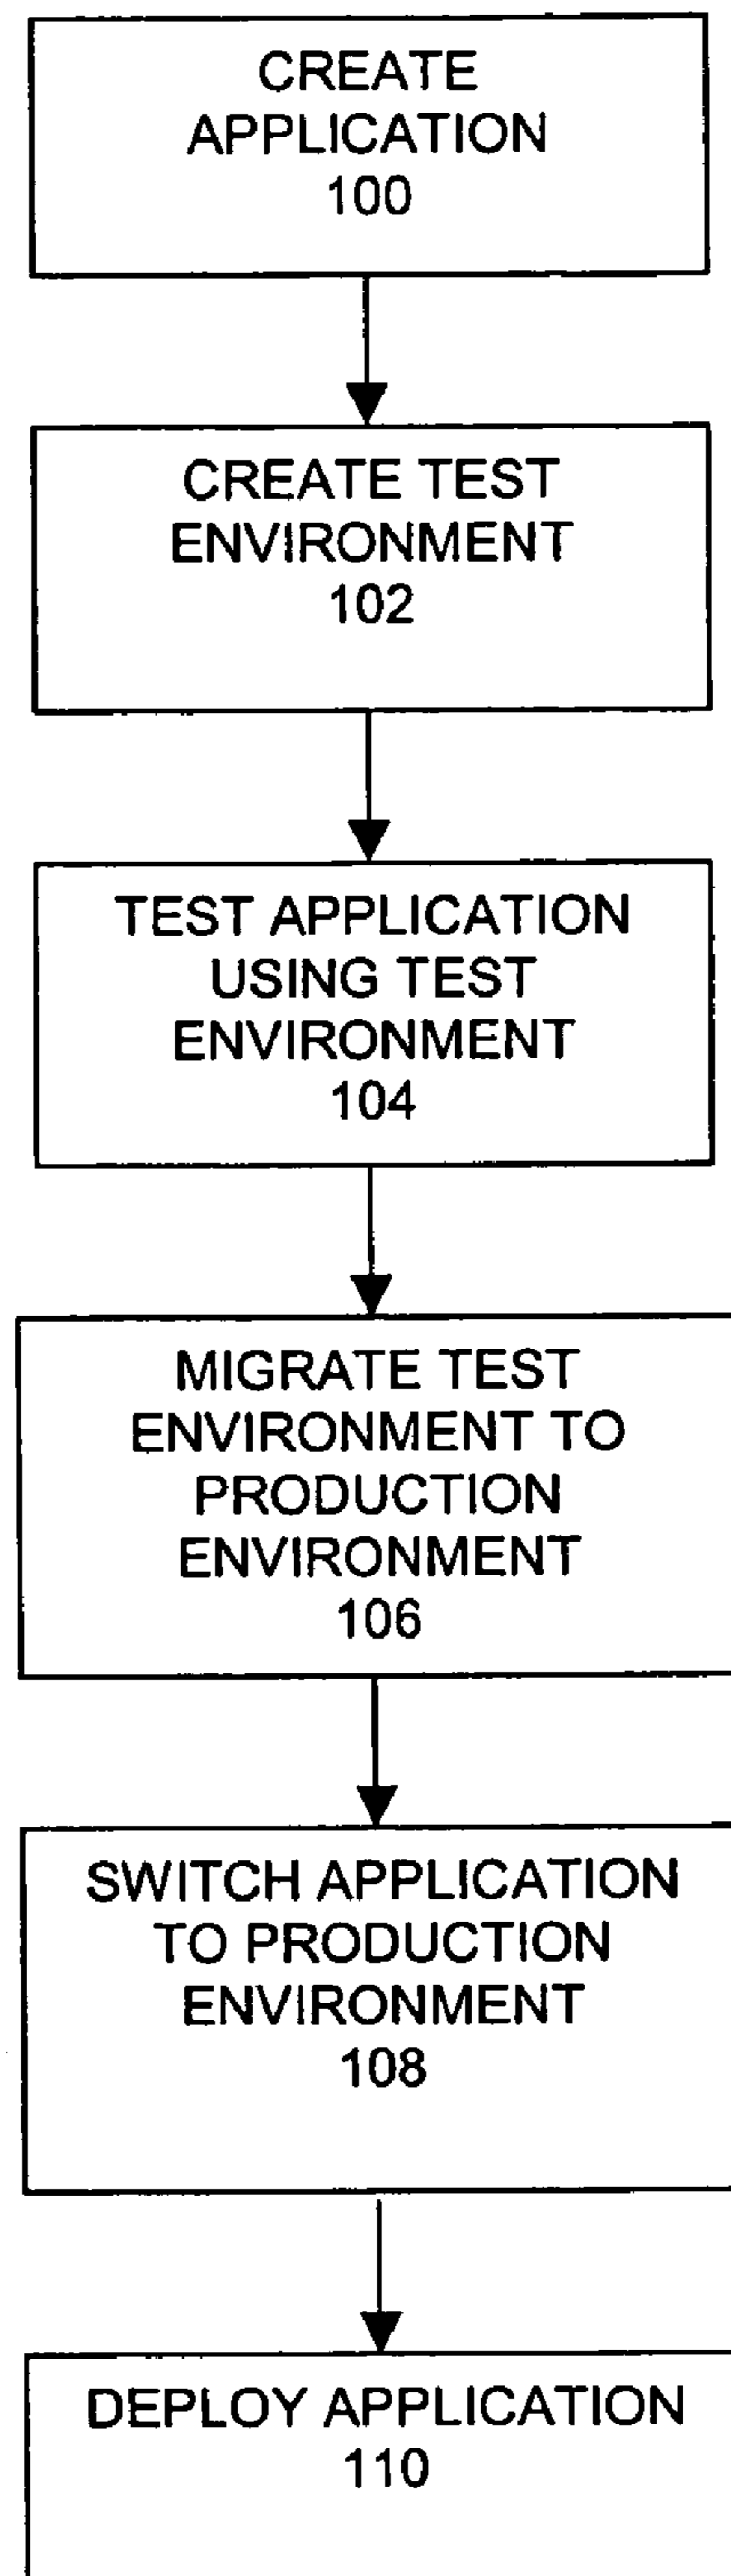 CREATE
APPLICATION
100
CREATE TEST
ENVIRONMENT
102
TEST APPLICATION
USING TEST
ENVIRONMENT
104
MIGRATE TEST
ENVIRONMENT TO
PRODUCTION
ENVIRONMENT
106
SWITCH APPLICATION
TO PRODUCTION
ENVIRONMENT
108
DEPLOY APPLICATION
110